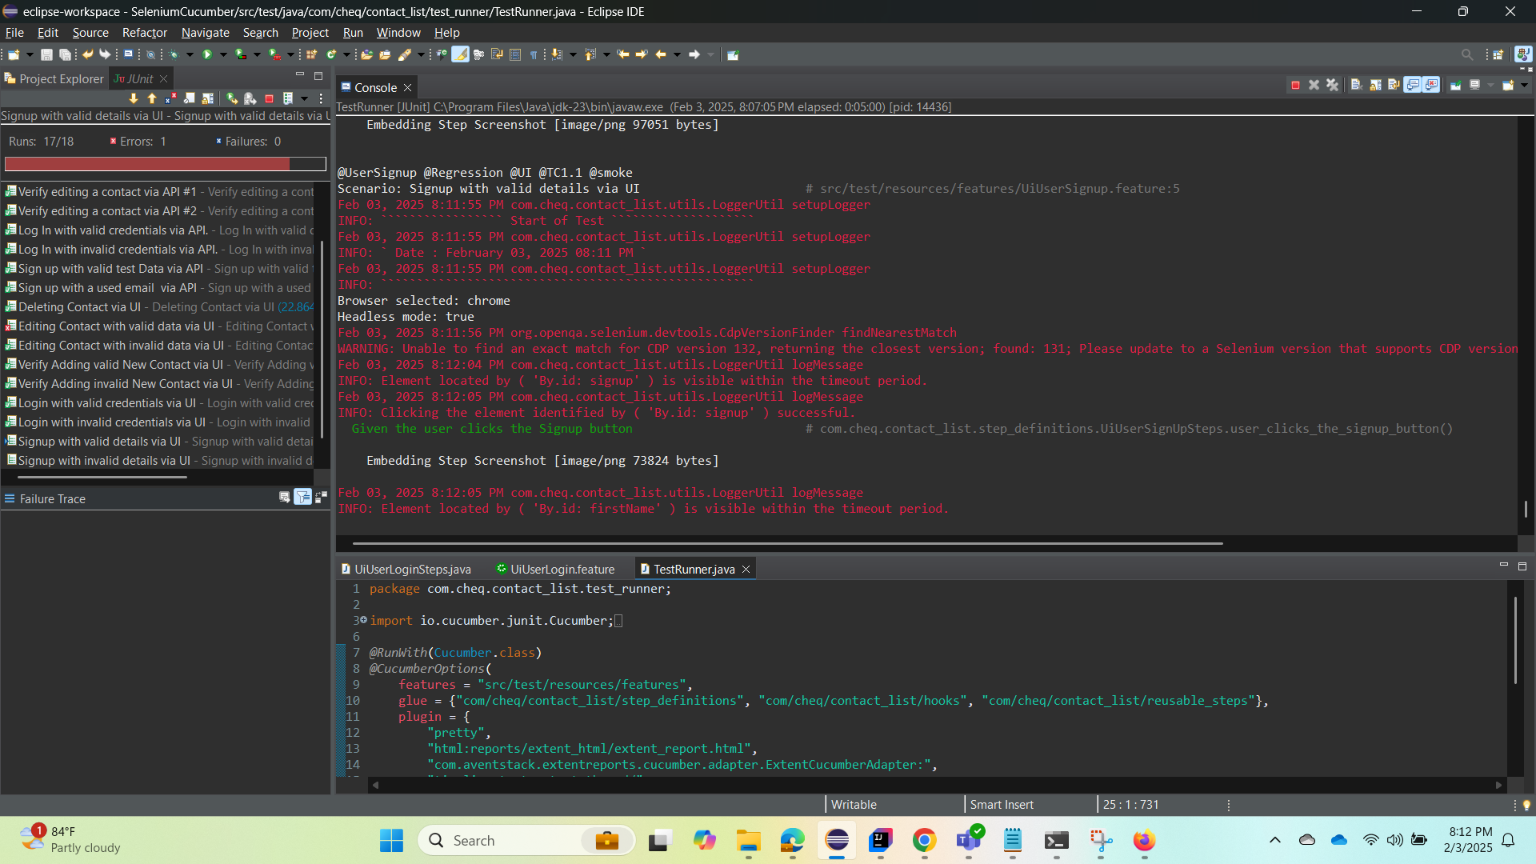 eclipse-workspace - SeleniumCucumber/src/test/java/com/cheq/contact_list/test_runner/TestRunner.java - Eclipse IDE
File Edit Source Refactor Navigate Search Project Run Window Help
Project Explorer JUnit
Signup with valid details via UI - Signup with valid details via U
Runs: 17/18 Errors: 1 Failures: 0
Verify editing a contact via API #1 - Verify editing a cont
Verify editing a contact via API #2 - Verify editing a cont
Log In with valid credentials via API. - Log In with valid c
Log In with invalid credentials via API. - Log In with inva
Sign up with valid test Data via API - Sign up with valid
Sign up with a used email  via API - Sign up with a used
Deleting Contact via UI - Deleting Contact via UI (22.864
Editing Contact with valid data via UI - Editing Contact v
Editing Contact with invalid data via UI - Editing Contac
Verify Adding valid New Contact via UI - Verify Adding v
Verify Adding invalid New Contact via UI - Verify Adding
Login with valid credentials via UI - Login with valid cred
Login with invalid credentials via UI - Login with invalid
Signup with valid details via UI - Signup with valid detai
Signup with invalid details via UI - Signup with invalid d
Failure Trace
Console
TestRunner [JUnit] C:\Program Files\Java\jdk-23\bin\javaw.exe (Feb 3, 2025, 8:07:05 PM elapsed: 0:05:00) [pid: 14436]
Embedding Step Screenshot [image/png 97051 bytes]
@UserSignup @Regression @UI @TC1.1 @smoke
Scenario: Signup with valid details via UI # src/test/resources/features/UiUserSignup.feature:5
Feb 03, 2025 8:11:55 PM com.cheq.contact_list.utils.LoggerUtil setupLogger
INFO: ````````````````` Start of Test ````````````````````
Feb 03, 2025 8:11:55 PM com.cheq.contact_list.utils.LoggerUtil setupLogger
INFO: ` Date : February 03, 2025 08:11 PM `
Feb 03, 2025 8:11:55 PM com.cheq.contact_list.utils.LoggerUtil setupLogger
INFO: ````````````````````````````````````````````````````
Browser selected: chrome
Headless mode: true
Feb 03, 2025 8:11:56 PM org.openqa.selenium.devtools.CdpVersionFinder findNearestMatch
WARNING: Unable to find an exact match for CDP version 132, returning the closest version; found: 131; Please update to a Selenium version that supports CDP version
Feb 03, 2025 8:12:04 PM com.cheq.contact_list.utils.LoggerUtil logMessage
INFO: Element located by ( 'By.id: signup' ) is visible within the timeout period.
Feb 03, 2025 8:12:05 PM com.cheq.contact_list.utils.LoggerUtil logMessage
INFO: Clicking the element identified by ( 'By.id: signup' ) successful.
Given the user clicks the Signup button # com.cheq.contact_list.step_definitions.UiUserSignUpSteps.user_clicks_the_signup_button()
Embedding Step Screenshot [image/png 73824 bytes]
Feb 03, 2025 8:12:05 PM com.cheq.contact_list.utils.LoggerUtil logMessage
INFO: Element located by ( 'By.id: firstName' ) is visible within the timeout period.
UiUserLoginSteps.java UiUserLogin.feature TestRunner.java
1 package com.cheq.contact_list.test_runner;
2
3 import io.cucumber.junit.Cucumber;
6
7 @RunWith(Cucumber.class)
8 @CucumberOptions(
9 features = "src/test/resources/features",
10 glue = {"com/cheq/contact_list/step_definitions", "com/cheq/contact_list/hooks", "com/cheq/contact_list/reusable_steps"},
11 plugin = {
12 "pretty",
13 "html:reports/extent_html/extent_report.html",
14 "com.aventstack.extentreports.cucumber.adapter.ExtentCucumberAdapter:",
Writable Smart Insert 25 : 1 : 731
1 84°F
Partly cloudy
Search
8:12 PM
2/3/2025